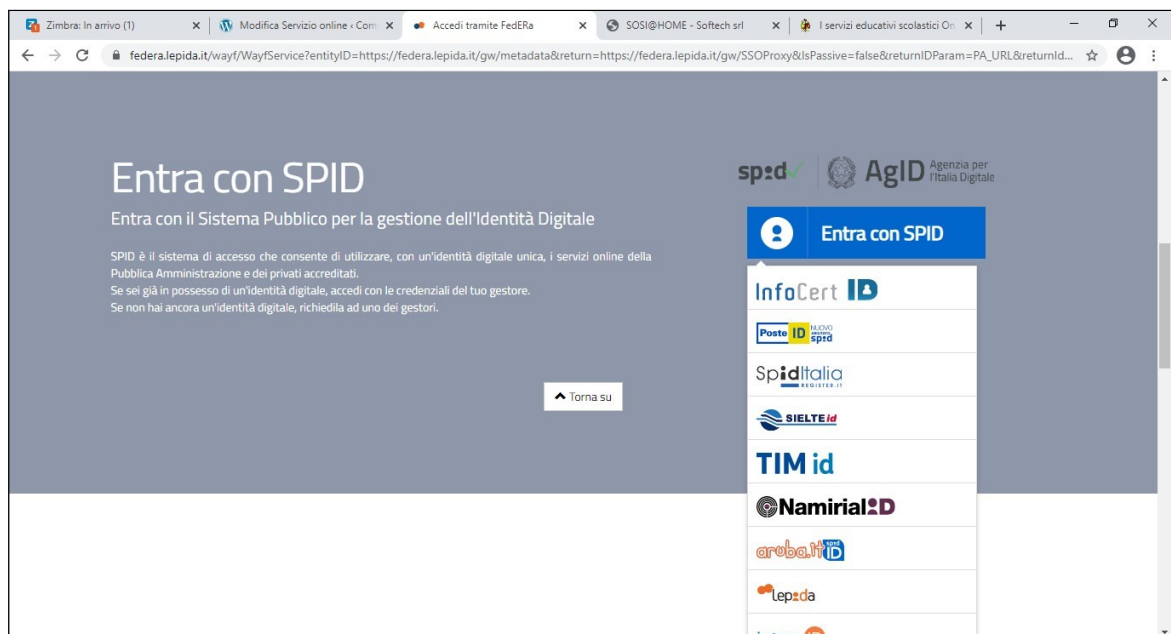 Zimbra: In arrivo (1)
Modifica Servizio online ‹ Com
Accedi tramite FedERa
SOSI@HOME - Softech srl
I servizi educativi scolastici On
federa.lepida.it/wayf/WayfService?entityID=https://federa.lepida.it/gw/metadata&return=https://federa.lepida.it/gw/SSOProxy&IsPassive=false&returnIDParam=PA_URL&returnId...
Entra con SPID
Entra con il Sistema Pubblico per la gestione dell'Identità Digitale
SPID è il sistema di accesso che consente di utilizzare, con un'identità digitale unica, i servizi online della
Pubblica Amministrazione e dei privati accreditati.
Se sei già in possesso di un'identità digitale, accedi con le credenziali del tuo gestore.
Se non hai ancora un'identità digitale, richiedila ad uno dei gestori.
Torna su
spid
AgID Agenzia per
l'Italia Digitale
Entra con SPID
InfoCert ID
Poste ID NUOVO
spid
SpidItalia
REGISTER.IT
SIELTE id
TIM id
Namirial ID
aruba.it spid ID
Lepida